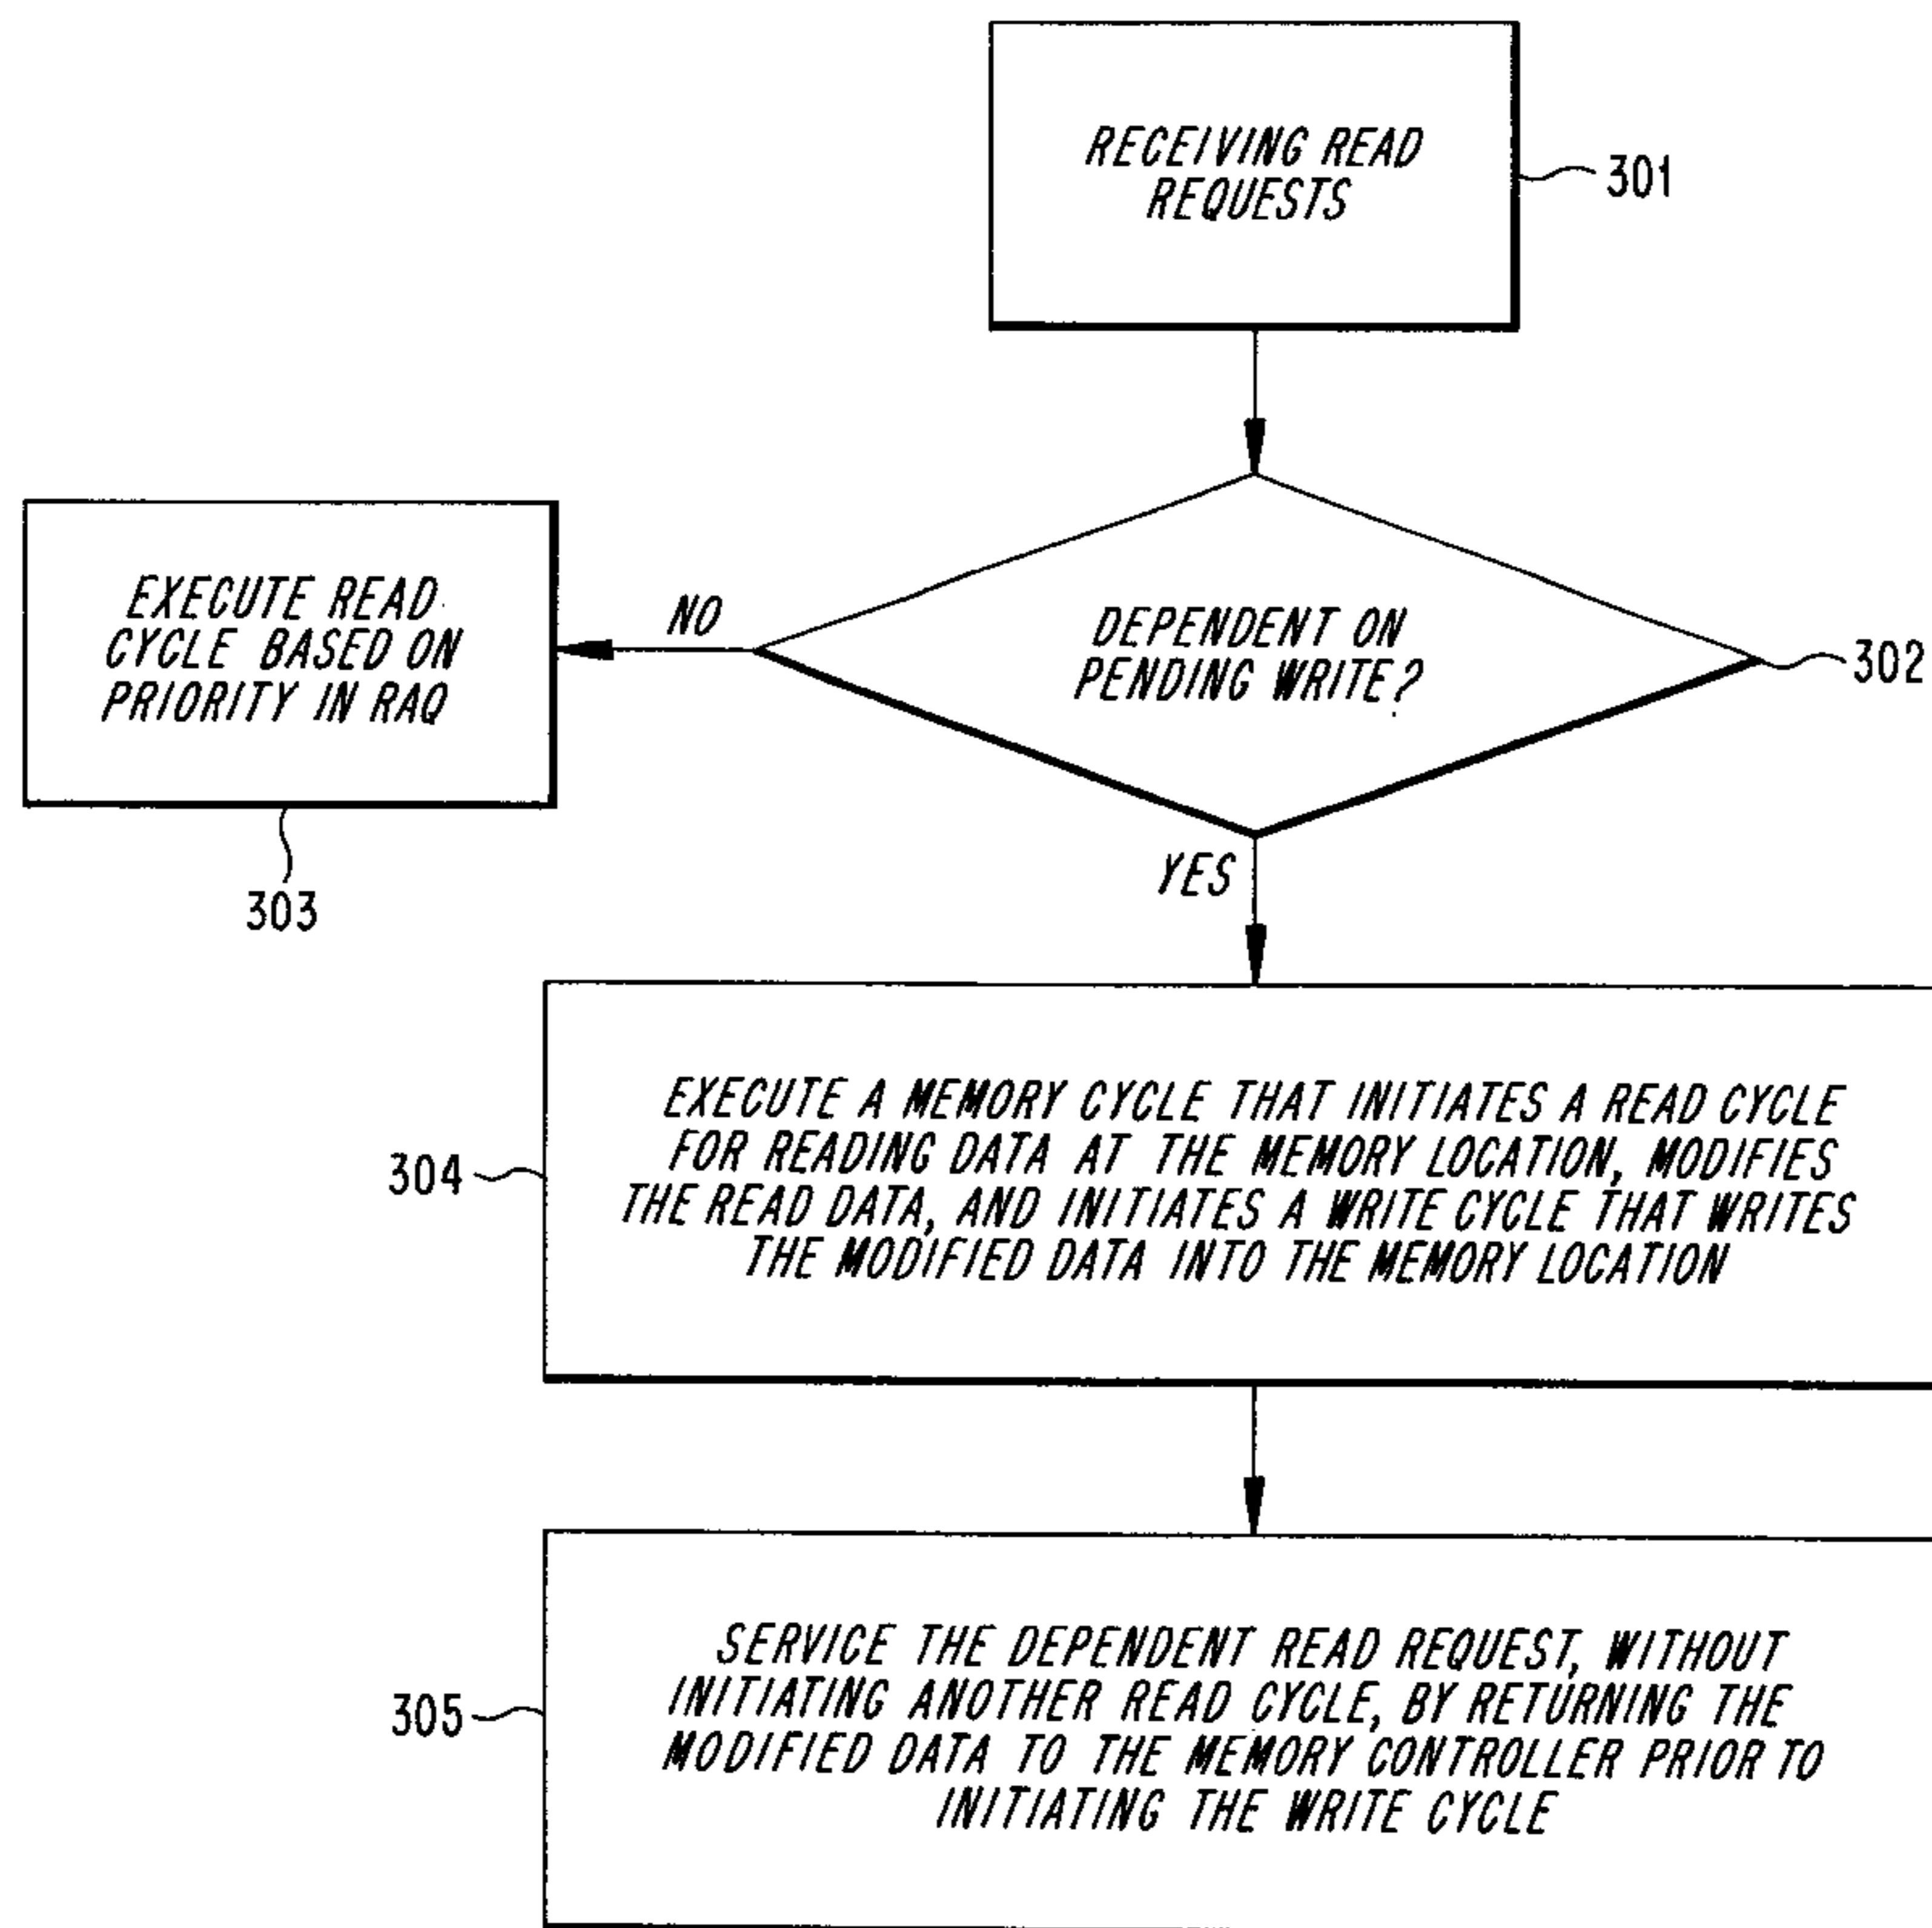 RECEIVING READ
REQUESTS
301
DEPENDENT ON
PENDING WRITE?
302
NO
EXECUTE READ
CYCLE BASED ON
PRIORITY IN RAQ
303
YES
EXECUTE A MEMORY CYCLE THAT INITIATES A READ CYCLE
FOR READING DATA AT THE MEMORY LOCATION, MODIFIES
THE READ DATA, AND INITIATES A WRITE CYCLE THAT WRITES
THE MODIFIED DATA INTO THE MEMORY LOCATION
304
SERVICE THE DEPENDENT READ REQUEST, WITHOUT
INITIATING ANOTHER READ CYCLE, BY RETURNING THE
MODIFIED DATA TO THE MEMORY CONTROLLER PRIOR TO
INITIATING THE WRITE CYCLE
305